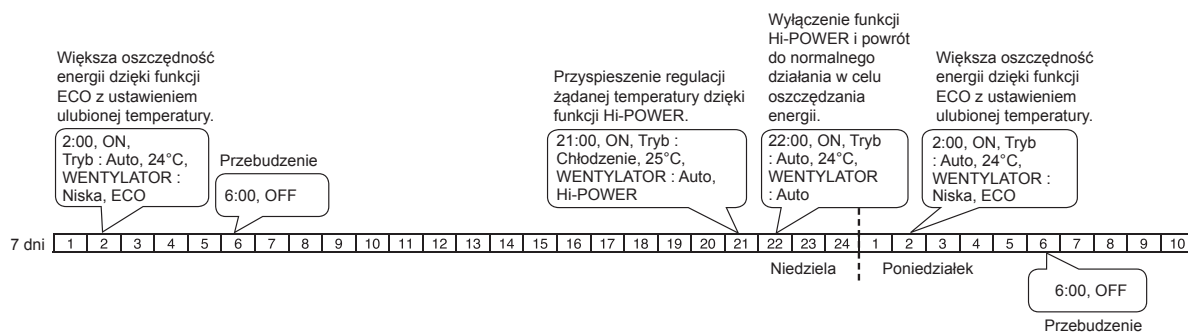 Większa oszczędność
energii dzięki funkcji
ECO z ustawieniem
ulubionej temperatury.
2:00, ON,
Tryb : Auto, 24°C,
WENTYLATOR :
Niska, ECO
Przebudzenie
6:00, OFF
Przyspieszenie regulacji
żądanej temperatury dzięki
funkcji Hi-POWER.
21:00, ON, Tryb :
Chłodzenie, 25°C,
WENTYLATOR : Auto,
Hi-POWER
Wyłączenie funkcji
Hi-POWER i powrót
do normalnego
działania w celu
oszczędzania
energii.
22:00, ON, Tryb
: Auto, 24°C,
WENTYLATOR
: Auto
Większa oszczędność
energii dzięki funkcji
ECO z ustawieniem
ulubionej temperatury.
2:00, ON, Tryb
: Auto, 24°C,
WENTYLATOR :
Niska, ECO
7 dni 1 2 3 4 5 6 7 8 9 10 11 12 13 14 15 16 17 18 19 20 21 22 23 24 1 2 3 4 5 6 7 8 9 10
Niedziela Poniedziałek
6:00, OFF
Przebudzenie